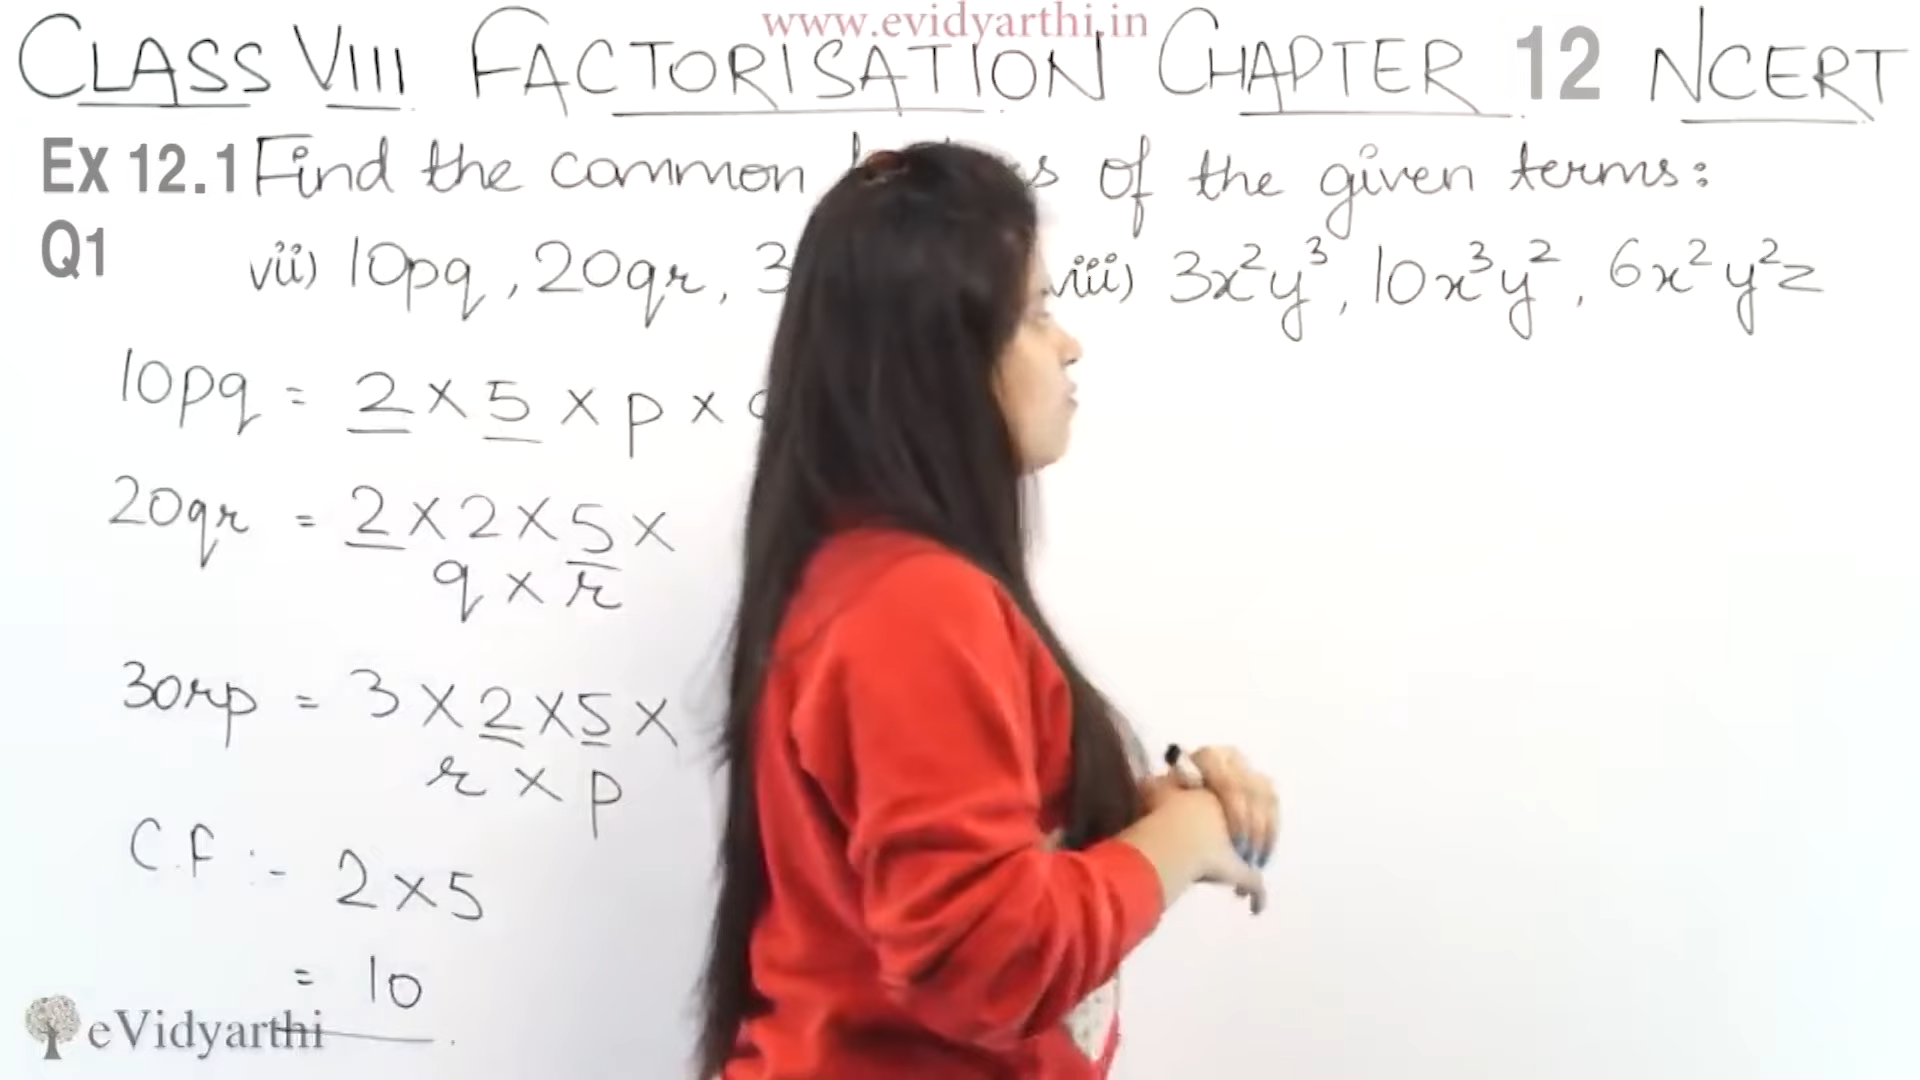 www.evidyarthi.in
CLASS VIII FACTORISATION CHAPTER 12 NCERT
Ex 12.1 Find the common of the given terms:
Q1 vii) 10pq, 20qr, 3 viii) 3x²y³, 10x³y², 6x²y²z
10pq = 2 × 5 × p ×
20qr = 2 × 2 × 5 ×
q × r
30rp = 3 × 2 × 5 ×
r × p
C.F :- 2 × 5
= 10
eVidyarthi